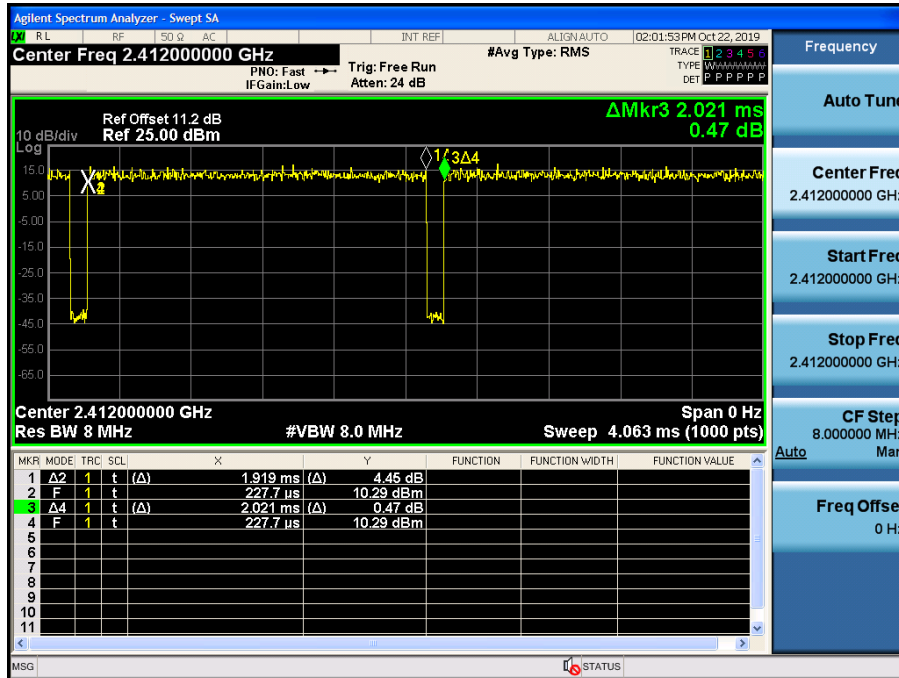 Agilent Spectrum Analyzer - Swept SA
LXI RL RF 50 Ω AC INT REF ALIGN AUTO 02:01:53 PM Oct 22, 2019
Center Freq 2.412000000 GHz
#Avg Type: RMS
TRACE 1 2 3 4 5 6
PNO: Fast
Trig: Free Run
TYPE WWWWWW
IFGain:Low
Atten: 24 dB
DET P P P P P P
Frequency
ΔMkr3 2.021 ms
0.47 dB
Ref Offset 11.2 dB
10 dB/div Ref 25.00 dBm
Log
15.0
5.00
-5.00
-15.0
-25.0
-35.0
-45.0
-55.0
-65.0
3Δ4
Center 2.412000000 GHz Span 0 Hz
Res BW 8 MHz #VBW 8.0 MHz Sweep 4.063 ms (1000 pts)
MKR MODE TRC SCL X Y FUNCTION FUNCTION WIDTH FUNCTION VALUE
1 Δ2 1 t (Δ) 1.919 ms (Δ) 4.45 dB
2 F 1 t 227.7 µs 10.29 dBm
3 Δ4 1 t (Δ) 2.021 ms (Δ) 0.47 dB
4 F 1 t 227.7 µs 10.29 dBm
5
6
7
8
9
10
11
MSG STATUS
Auto Tune
Center Freq
2.412000000 GHz
Start Freq
2.412000000 GHz
Stop Freq
2.412000000 GHz
CF Step
8.000000 MHz
Auto Man
Freq Offset
0 Hz